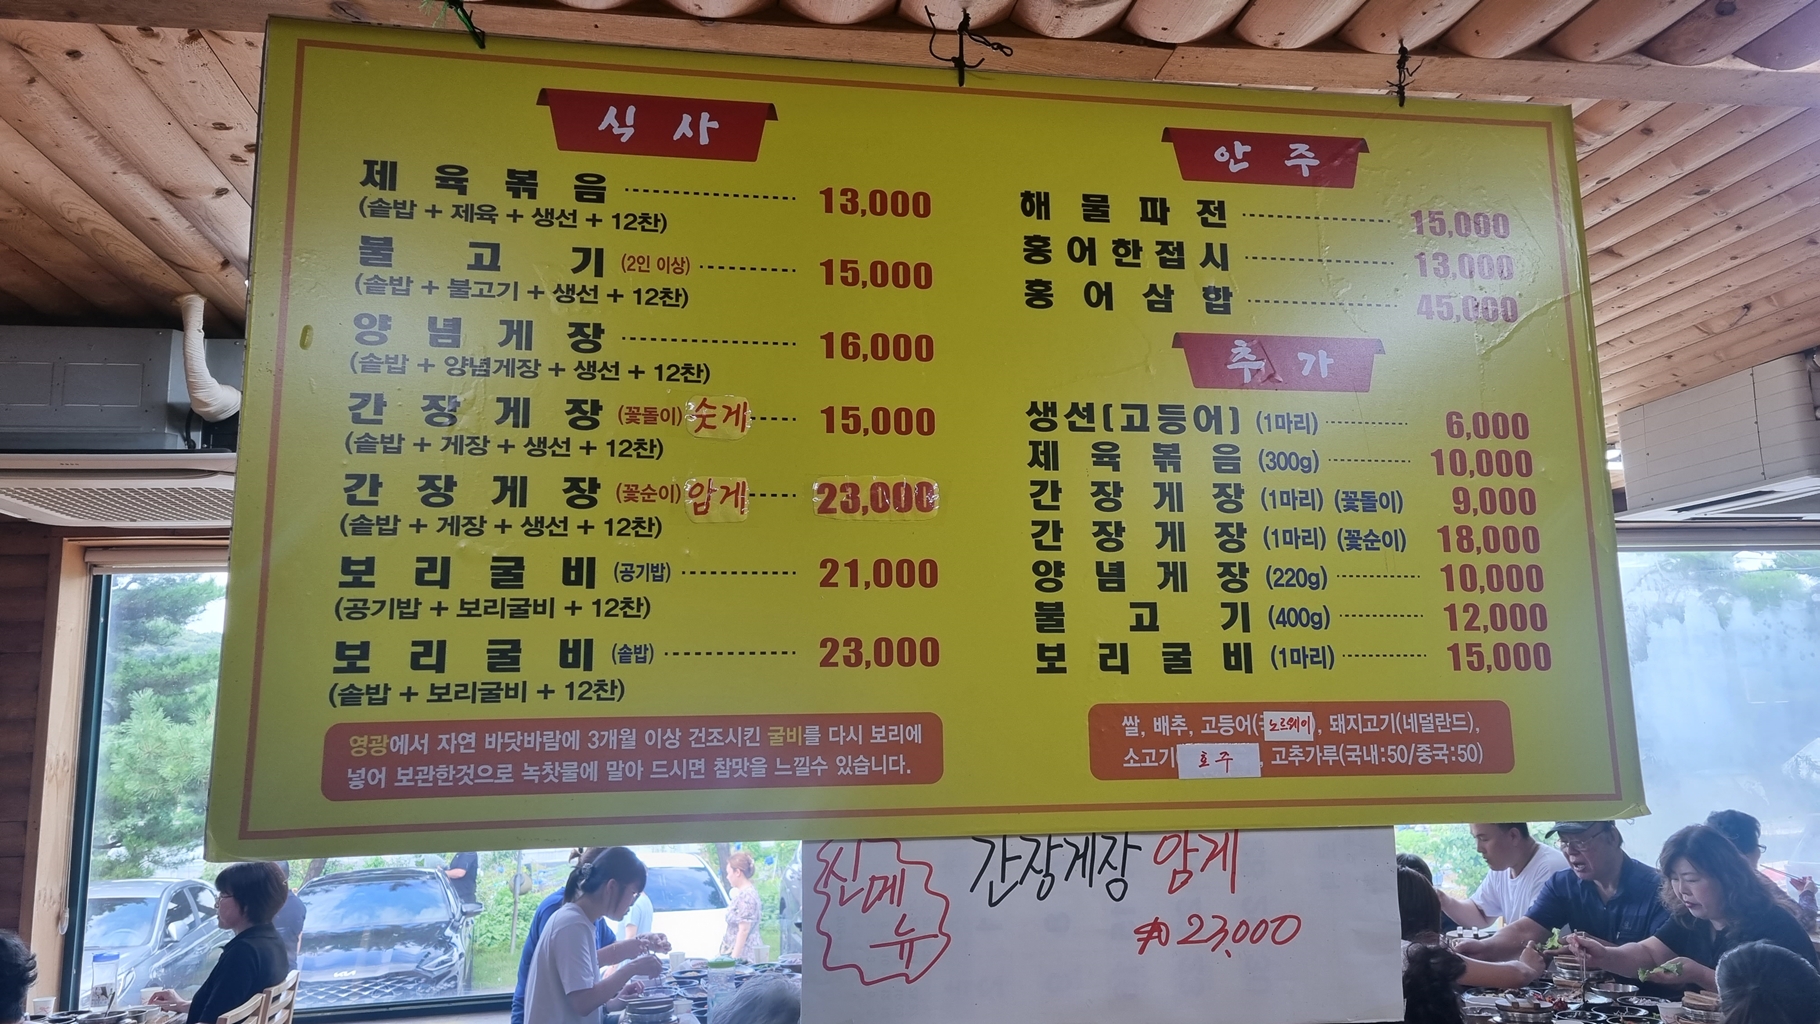 식사
제육볶음 13,000
(솥밥 + 제육 + 생선 + 12찬)
불고기 (2인 이상) 15,000
(솥밥 + 불고기 + 생선 + 12찬)
양념게장 16,000
(솥밥 + 양념게장 + 생선 + 12찬)
간장게장 (꽃돌이) 숫게 15,000
(솥밥 + 게장 + 생선 + 12찬)
간장게장 (꽃순이) 암게 23,000
(솥밥 + 게장 + 생선 + 12찬)
보리굴비 (공기밥) 21,000
(공기밥 + 보리굴비 + 12찬)
보리굴비 (솥밥) 23,000
(솥밥 + 보리굴비 + 12찬)
영광에서 자연 바닷바람에 3개월 이상 건조시킨 굴비를 다시 보리에
넣어 보관한것으로 녹찻물에 말아 드시면 참맛을 느낄수 있습니다.
안주
해물파전 15,000
홍어한접시 13,000
홍어삼합 45,000
추가
생선(고등어) (1마리) 6,000
제육볶음 (300g) 10,000
간장게장 (1마리) (꽃돌이) 9,000
간장게장 (1마리) (꽃순이) 18,000
양념게장 (220g) 10,000
불고기 (400g) 12,000
보리굴비 (1마리) 15,000
쌀, 배추, 고등어(노르웨이), 돼지고기(네덜란드),
소고기 호주, 고추가루(국내:50/중국:50)
신메뉴
간장게장 암게
₩23,000